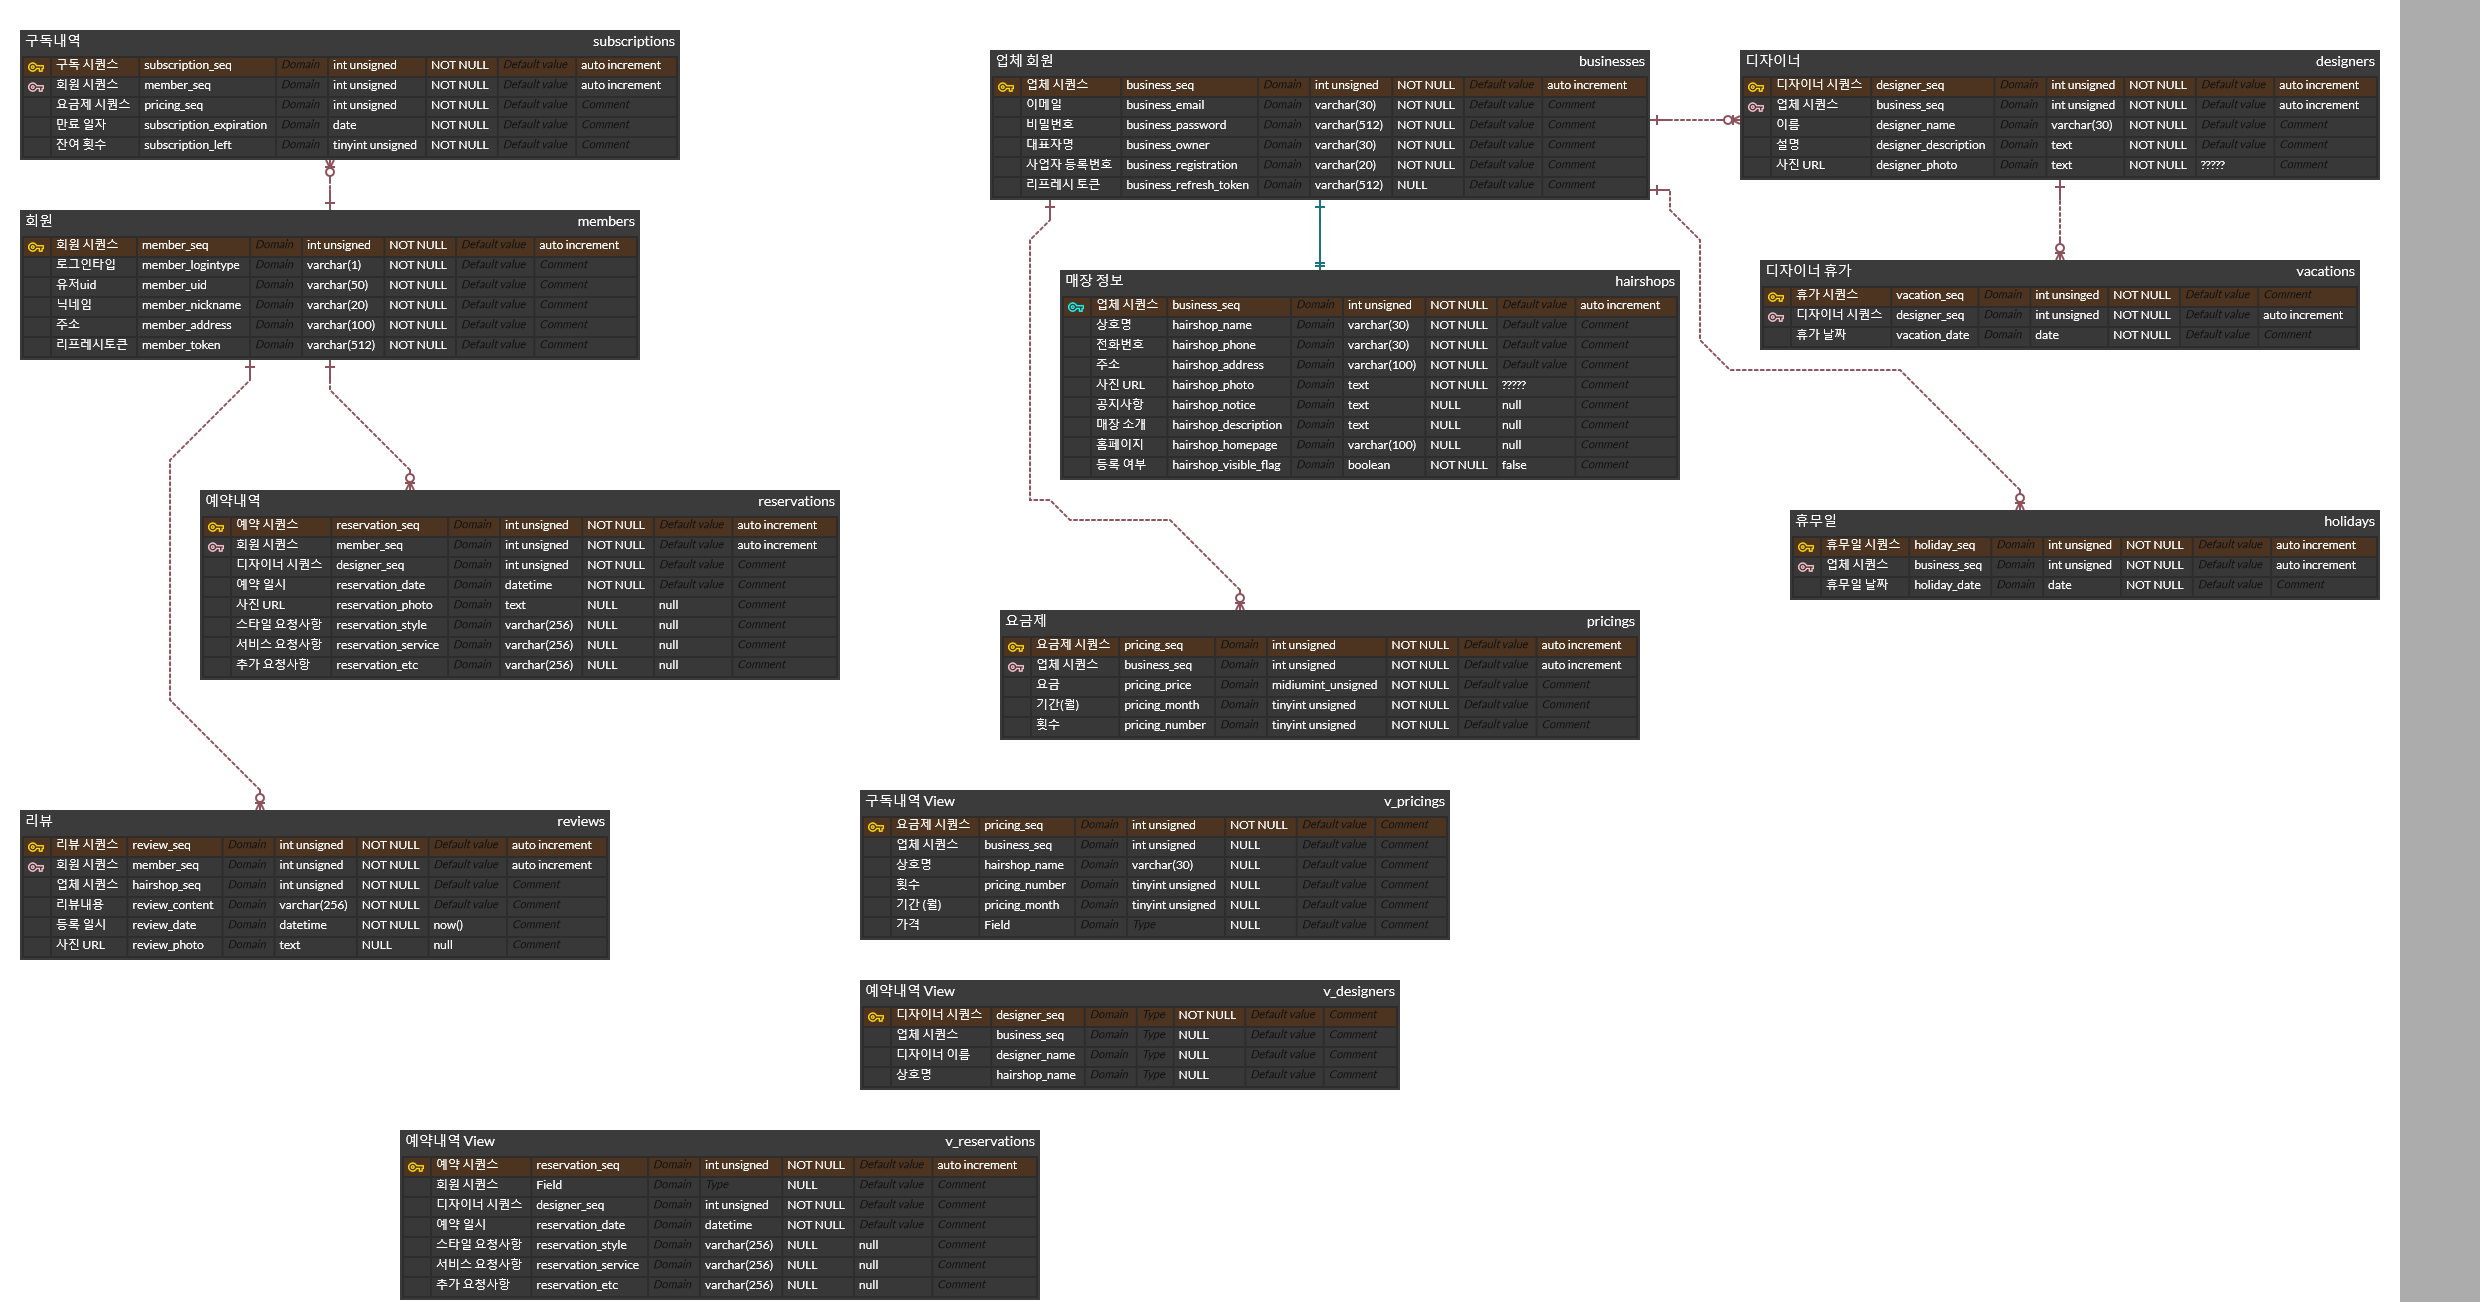 구독내역 subscriptions
구독 시퀀스 subscription_seq Domain int unsigned NOT NULL Default value auto increment
회원 시퀀스 member_seq Domain int unsigned NOT NULL Default value auto increment
요금제 시퀀스 pricing_seq Domain int unsigned NOT NULL Default value Comment
만료 일자 subscription_expiration Domain date NOT NULL Default value Comment
잔여 횟수 subscription_left Domain tinyint unsigned NOT NULL Default value Comment
회원 members
회원 시퀀스 member_seq Domain int unsigned NOT NULL Default value auto increment
로그인타입 member_logintype Domain varchar(1) NOT NULL Default value Comment
유저uid member_uid Domain varchar(50) NOT NULL Default value Comment
닉네임 member_nickname Domain varchar(20) NOT NULL Default value Comment
주소 member_address Domain varchar(100) NOT NULL Default value Comment
리프레시토큰 member_token Domain varchar(512) NOT NULL Default value Comment
예약내역 reservations
예약 시퀀스 reservation_seq Domain int unsigned NOT NULL Default value auto increment
회원 시퀀스 member_seq Domain int unsigned NOT NULL Default value auto increment
디자이너 시퀀스 designer_seq Domain int unsigned NOT NULL Default value Comment
예약 일시 reservation_date Domain datetime NOT NULL Default value Comment
사진 URL reservation_photo Domain text NULL null Comment
스타일 요청사항 reservation_style Domain varchar(256) NULL null Comment
서비스 요청사항 reservation_service Domain varchar(256) NULL null Comment
추가 요청사항 reservation_etc Domain varchar(256) NULL null Comment
리뷰 reviews
리뷰 시퀀스 review_seq Domain int unsigned NOT NULL Default value auto increment
회원 시퀀스 member_seq Domain int unsigned NOT NULL Default value auto increment
업체 시퀀스 hairshop_seq Domain int unsigned NOT NULL Default value Comment
리뷰내용 review_content Domain varchar(256) NOT NULL Default value Comment
등록 일시 review_date Domain datetime NOT NULL now() Comment
사진 URL review_photo Domain text NULL null Comment
업체 회원 businesses
업체 시퀀스 business_seq Domain int unsigned NOT NULL Default value auto increment
이메일 business_email Domain varchar(30) NOT NULL Default value Comment
비밀번호 business_password Domain varchar(512) NOT NULL Default value Comment
대표자명 business_owner Domain varchar(30) NOT NULL Default value Comment
사업자 등록번호 business_registration Domain varchar(20) NOT NULL Default value Comment
리프레시 토큰 business_refresh_token Domain varchar(512) NULL Default value Comment
매장 정보 hairshops
업체 시퀀스 business_seq Domain int unsigned NOT NULL Default value auto increment
상호명 hairshop_name Domain varchar(30) NOT NULL Default value Comment
전화번호 hairshop_phone Domain varchar(30) NOT NULL Default value Comment
주소 hairshop_address Domain varchar(100) NOT NULL Default value Comment
사진 URL hairshop_photo Domain text NOT NULL ????? Comment
공지사항 hairshop_notice Domain text NULL null Comment
매장 소개 hairshop_description Domain text NULL null Comment
홈페이지 hairshop_homepage Domain varchar(100) NULL null Comment
등록 여부 hairshop_visible_flag Domain boolean NOT NULL false Comment
디자이너 designers
디자이너 시퀀스 designer_seq Domain int unsigned NOT NULL Default value auto increment
업체 시퀀스 business_seq Domain int unsigned NOT NULL Default value auto increment
이름 designer_name Domain varchar(30) NOT NULL Default value Comment
설명 designer_description Domain text NOT NULL Default value Comment
사진 URL designer_photo Domain text NOT NULL ????? Comment
디자이너 휴가 vacations
휴가 시퀀스 vacation_seq Domain int unsinged NOT NULL Default value Comment
디자이너 시퀀스 designer_seq Domain int unsigned NOT NULL Default value auto increment
휴가 날짜 vacation_date Domain date NOT NULL Default value Comment
휴무일 holidays
휴무일 시퀀스 holiday_seq Domain int unsigned NOT NULL Default value auto increment
업체 시퀀스 business_seq Domain int unsigned NOT NULL Default value auto increment
휴무일 날짜 holiday_date Domain date NOT NULL Default value Comment
요금제 pricings
요금제 시퀀스 pricing_seq Domain int unsigned NOT NULL Default value auto increment
업체 시퀀스 business_seq Domain int unsigned NOT NULL Default value auto increment
요금 pricing_price Domain midiumint_unsigned NOT NULL Default value Comment
기간(월) pricing_month Domain tinyint unsigned NOT NULL Default value Comment
횟수 pricing_number Domain tinyint unsigned NOT NULL Default value Comment
구독내역 View v_pricings
요금제 시퀀스 pricing_seq Domain int unsigned NOT NULL Default value Comment
업체 시퀀스 business_seq Domain int unsigned NULL Default value Comment
상호명 hairshop_name Domain varchar(30) NULL Default value Comment
횟수 pricing_number Domain tinyint unsigned NULL Default value Comment
기간 (월) pricing_month Domain tinyint unsigned NULL Default value Comment
가격 Field Domain Type NULL Default value Comment
예약내역 View v_designers
디자이너 시퀀스 designer_seq Domain Type NOT NULL Default value Comment
업체 시퀀스 business_seq Domain Type NULL Default value Comment
디자이너 이름 designer_name Domain Type NULL Default value Comment
상호명 hairshop_name Domain Type NULL Default value Comment
예약내역 View v_reservations
예약 시퀀스 reservation_seq Domain int unsigned NOT NULL Default value auto increment
회원 시퀀스 Field Domain Type NULL Default value Comment
디자이너 시퀀스 designer_seq Domain int unsigned NOT NULL Default value Comment
예약 일시 reservation_date Domain datetime NOT NULL Default value Comment
스타일 요청사항 reservation_style Domain varchar(256) NULL null Comment
서비스 요청사항 reservation_service Domain varchar(256) NULL null Comment
추가 요청사항 reservation_etc Domain varchar(256) NULL null Comment